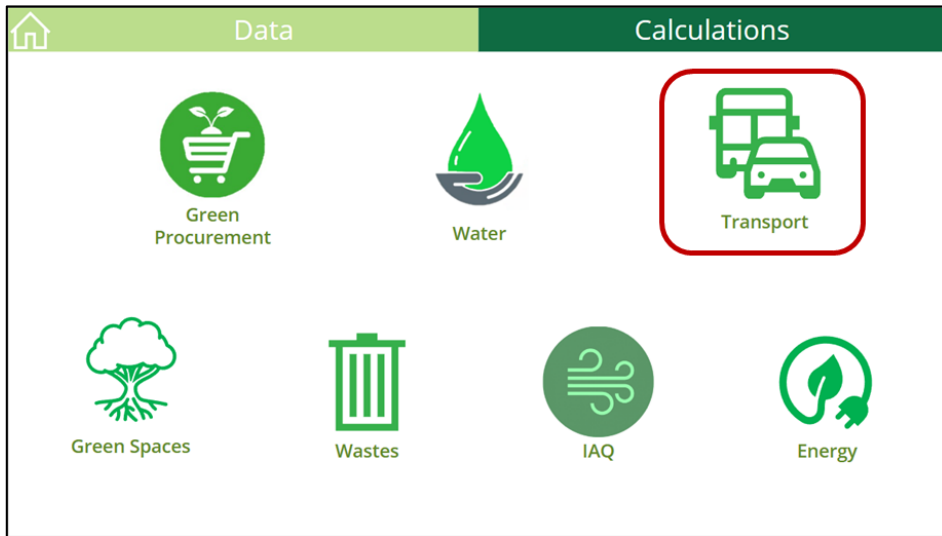 Data
Calculations
Green
Procurement
Water
Transport
Green Spaces
Wastes
IAQ
Energy